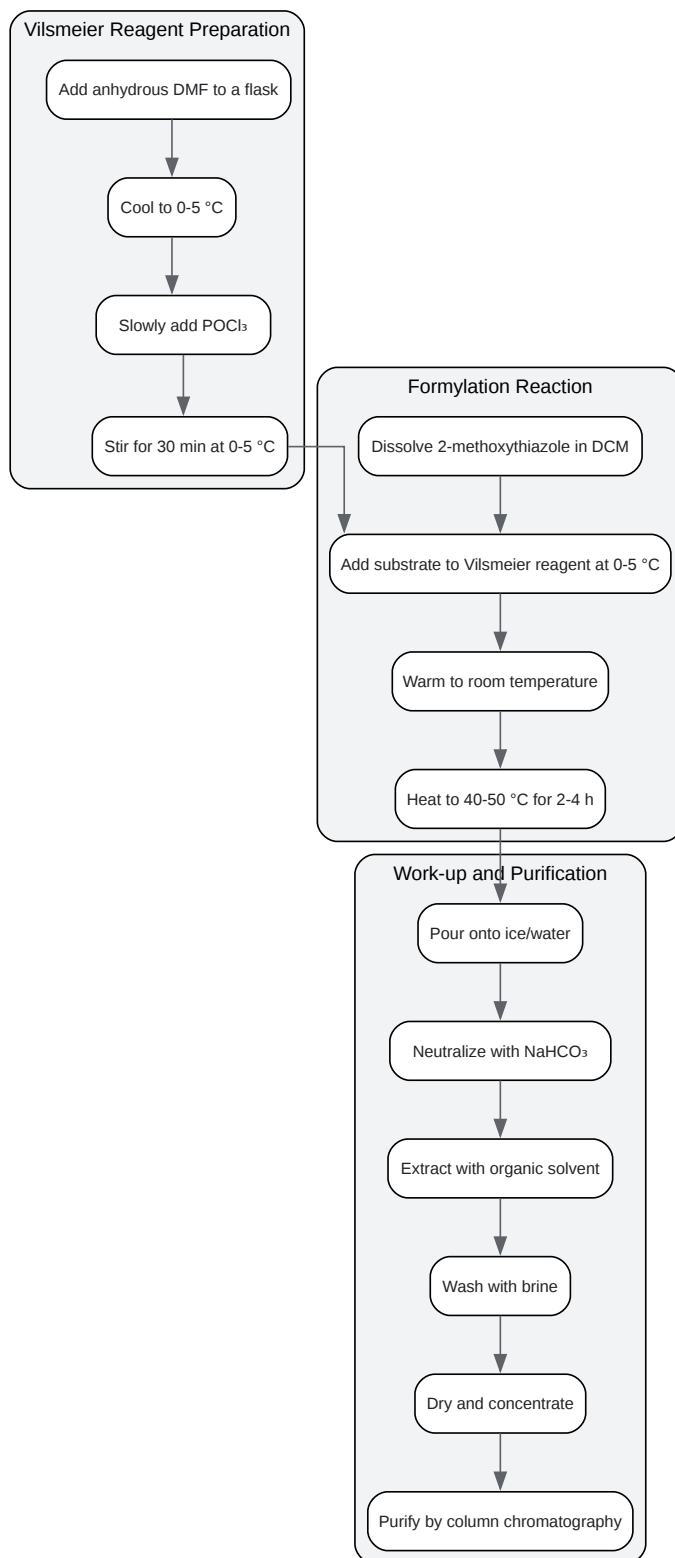 Vilsmeier Reagent Preparation
Add anhydrous DMF to a flask
Cool to 0-5 °C
Slowly add POCl₃
Stir for 30 min at 0-5 °C
Formylation Reaction
Dissolve 2-methoxythiazole in DCM
Add substrate to Vilsmeier reagent at 0-5 °C
Warm to room temperature
Heat to 40-50 °C for 2-4 h
Work-up and Purification
Pour onto ice/water
Neutralize with NaHCO₃
Extract with organic solvent
Wash with brine
Dry and concentrate
Purify by column chromatography